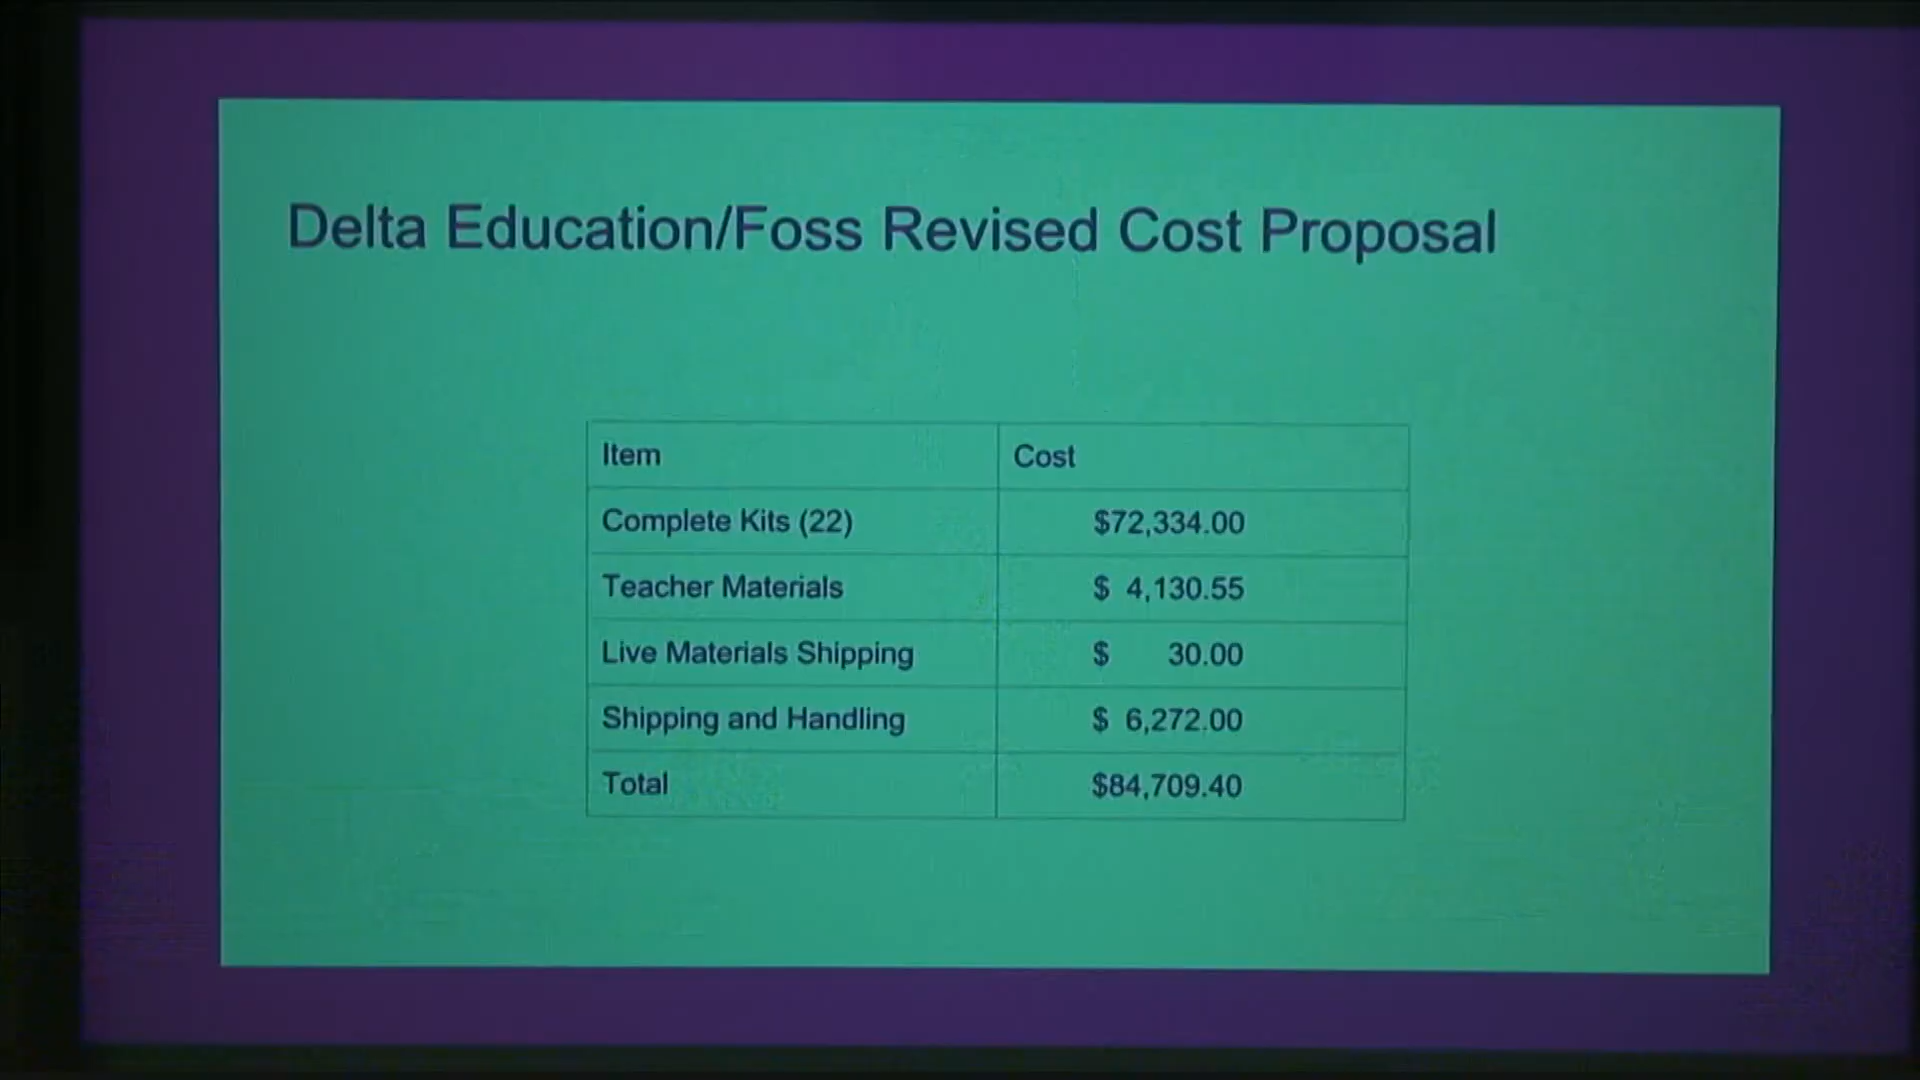 Delta Education/Foss Revised Cost Proposal
Item Cost
Complete Kits (22) $72,334.00
Teacher Materials $ 4,130.55
Live Materials Shipping $ 30.00
Shipping and Handling $ 6,272.00
Total $84,709.40